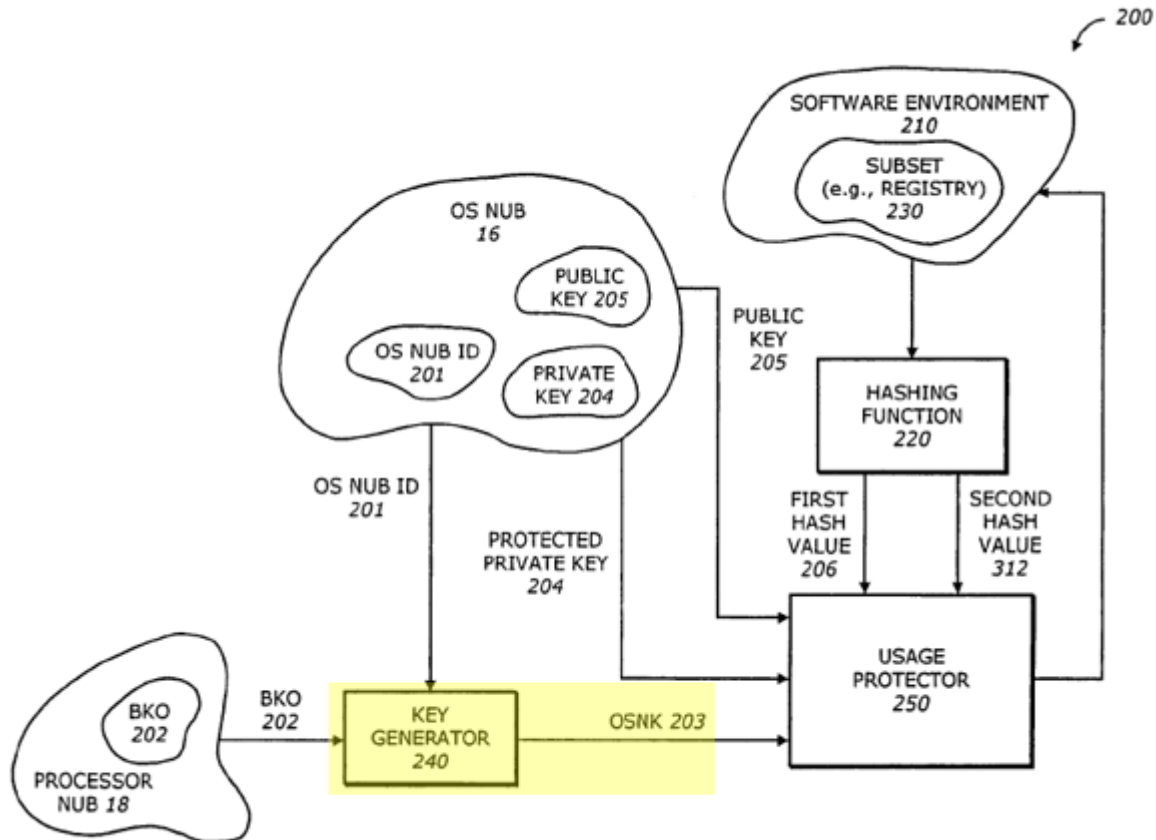 200
SOFTWARE ENVIRONMENT
210
SUBSET
(e.g., REGISTRY)
230
OS NUB
16
PUBLIC
KEY 205
OS NUB ID
201
PRIVATE
KEY 204
PUBLIC
KEY
205
HASHING
FUNCTION
220
OS NUB ID
201
PROTECTED
PRIVATE KEY
204
FIRST
HASH
VALUE
206
SECOND
HASH
VALUE
312
USAGE
PROTECTOR
250
BKO
202
PROCESSOR
NUB 18
BKO
202
KEY
GENERATOR
240
OSNK 203